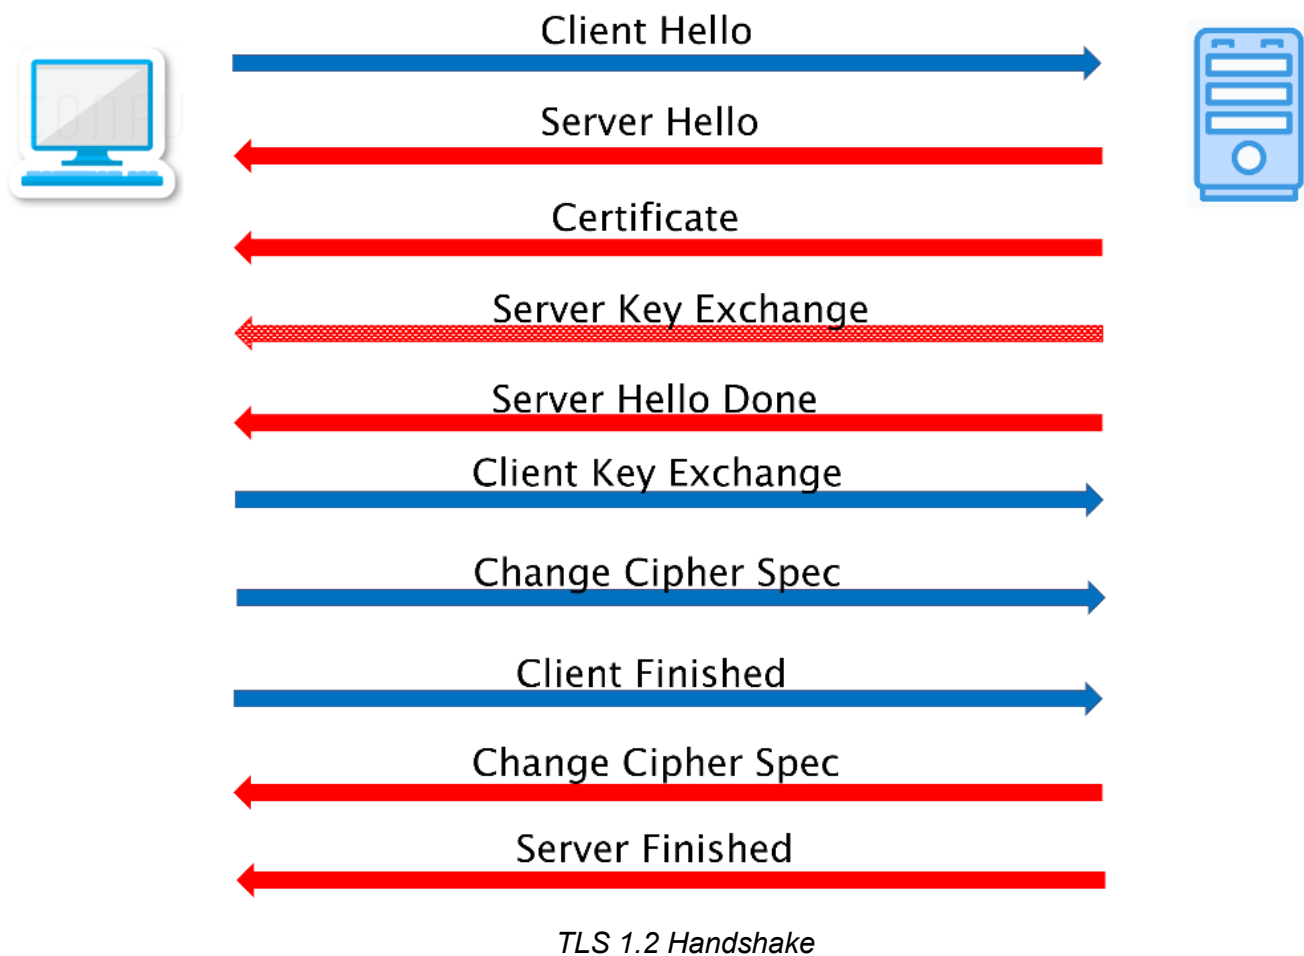 Client Hello
Server Hello
Certificate
Server Key Exchange
Server Hello Done
Client Key Exchange
Change Cipher Spec
Client Finished
Change Cipher Spec
Server Finished
TLS 1.2 Handshake